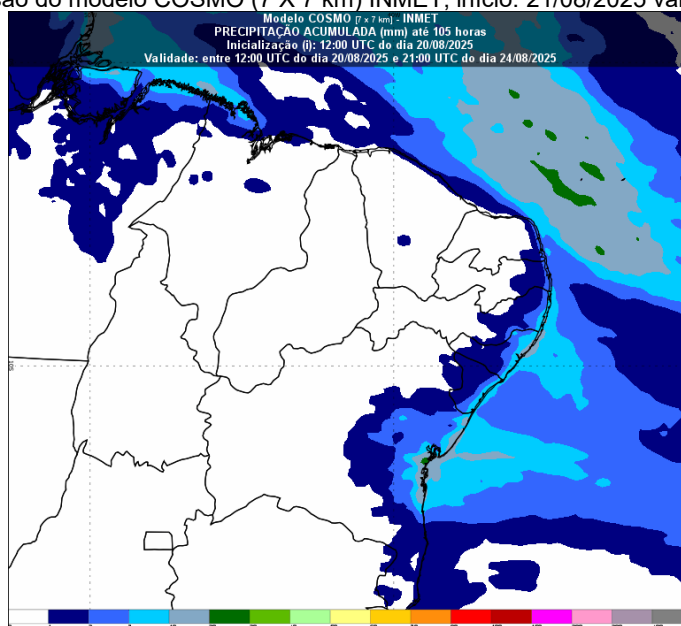 são do modelo COSMO (7 X 7 km) INMET, início: 21/08/2025
Modelo COSMO [7 x 7 km] - INMET
PRECIPITAÇÃO ACUMULADA (mm) até 105 horas
Inicialização (i): 12:00 UTC do dia 20/08/2025
Validade: entre 12:00 UTC do dia 20/08/2025 e 21:00 UTC do dia 24/08/2025